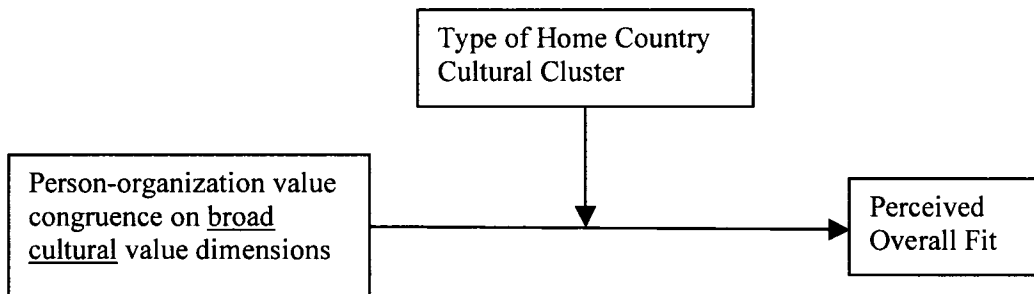 Type of Home Country
Cultural Cluster
Person-organization value
congruence on broad
cultural value dimensions
Perceived
Overall Fit